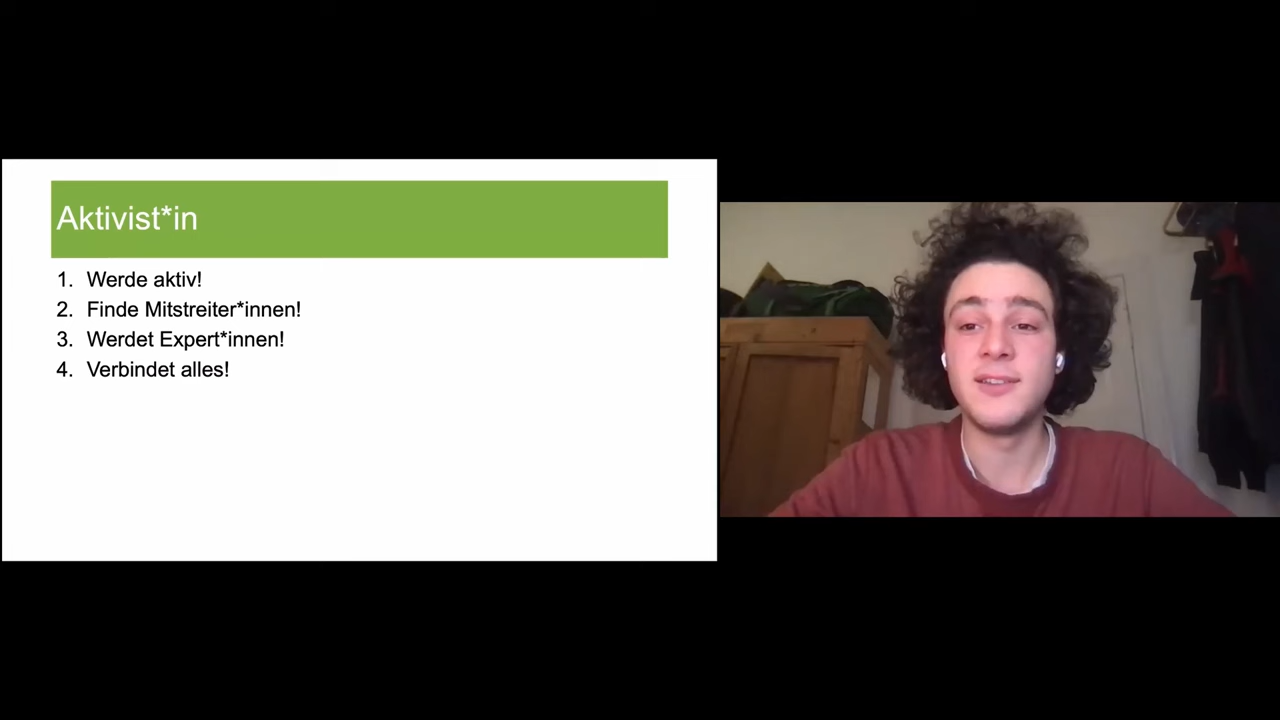 Aktivist*in
1. Werde aktiv!
2. Finde Mitstreiter*innen!
3. Werdet Expert*innen!
4. Verbindet alles!